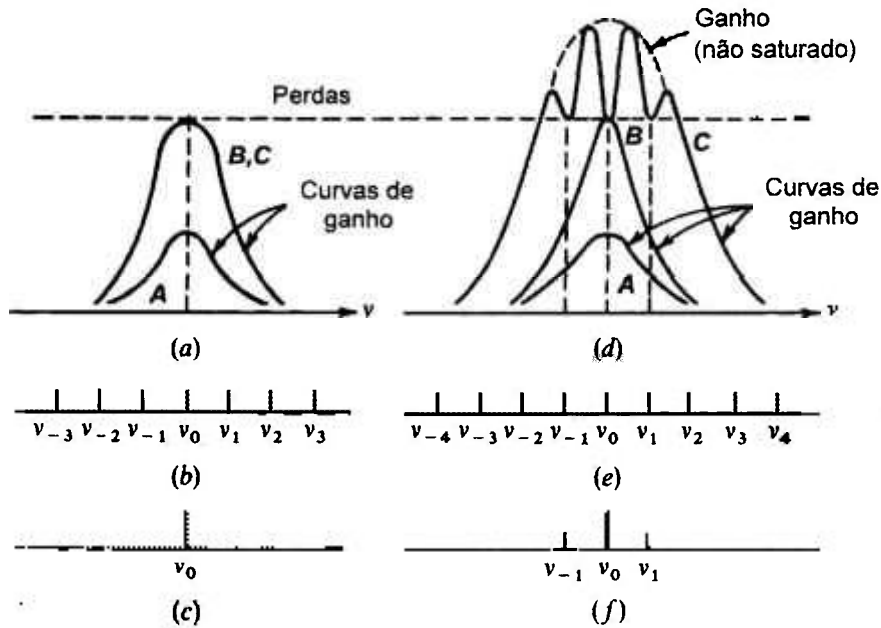 Ganho
(não saturado)
Perdas
B,C
Curvas de
ganho
A
ν
(a)
B
C
Curvas de
ganho
A
ν
(d)
ν₋₃ ν₋₂ ν₋₁ ν₀ ν₁ ν₂ ν₃
(b)
ν₋₄ ν₋₃ ν₋₂ ν₋₁ ν₀ ν₁ ν₂ ν₃ ν₄
(e)
ν₀
(c)
ν₋₁ ν₀ ν₁
(f)